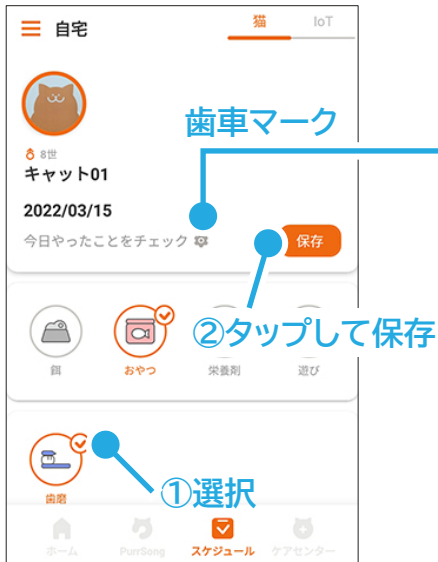 自宅
猫
IoT
歯車マーク
8世
キャット01
2022/03/15
今日やったことをチェック
保存
②タップして保存
餌
おやつ
栄養剤
遊び
①選択
歯磨
ホーム
PurrSong
スケジュール
ケアセンター